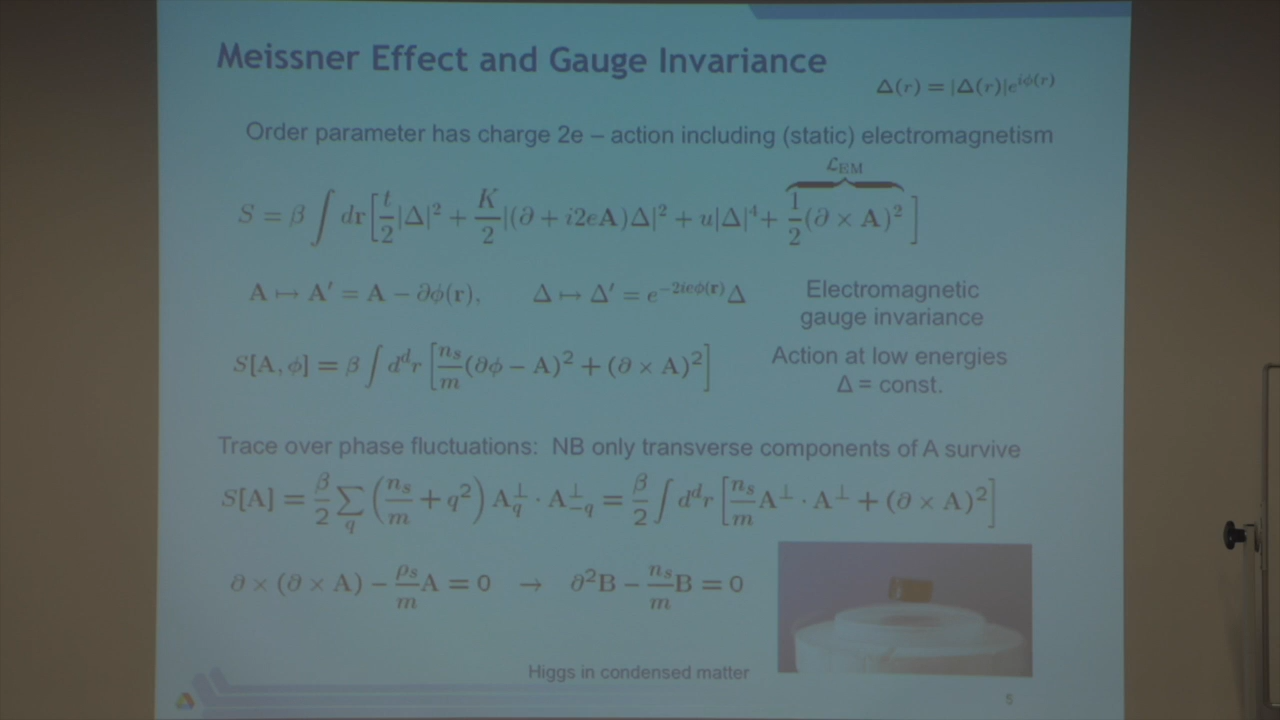 Meissner Effect and Gauge Invariance
Δ(r) = |Δ(r)|e^{iϕ(r)}
Order parameter has charge 2e – action including (static) electromagnetism
ℒ_EM
S = β ∫ dr [ t/2 |Δ|² + K/2 |(∂ + i2eA)Δ|² + u|Δ|⁴ + 1/2 (∂ × A)² ]
A ↦ A′ = A − ∂ϕ(r), Δ ↦ Δ′ = e^{−2ieϕ(r)}Δ
Electromagnetic
gauge invariance
S[A, ϕ] = β ∫ d^d r [ n_s/m (∂ϕ − A)² + (∂ × A)² ]
Action at low energies
Δ = const.
Trace over phase fluctuations: NB only transverse components of A survive
S[A] = β/2 ∑_q ( n_s/m + q² ) A_q^⊥ · A_{−q}^⊥ = β/2 ∫ d^d r [ n_s/m A^⊥ · A^⊥ + (∂ × A)² ]
∂ × (∂ × A) − ρ_s/m A = 0 → ∂²B − n_s/m B = 0
Higgs in condensed matter
5